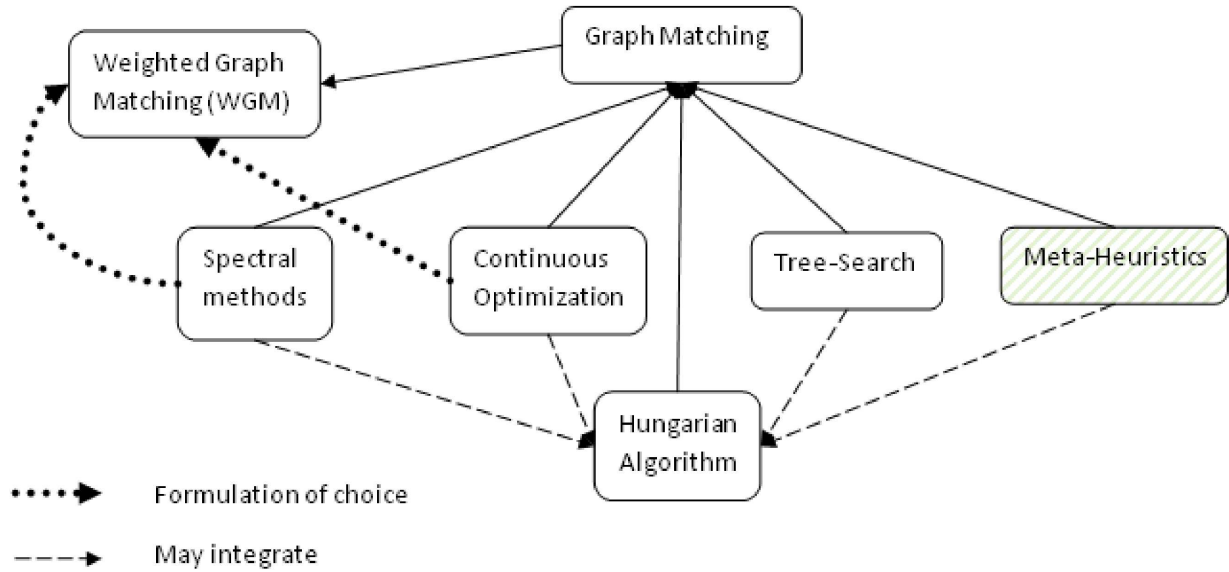 Graph Matching
Weighted Graph
Matching (WGM)
Spectral
methods
Continuous
Optimization
Tree-Search
Meta-Heuristics
Hungarian
Algorithm
Formulation of choice
May integrate